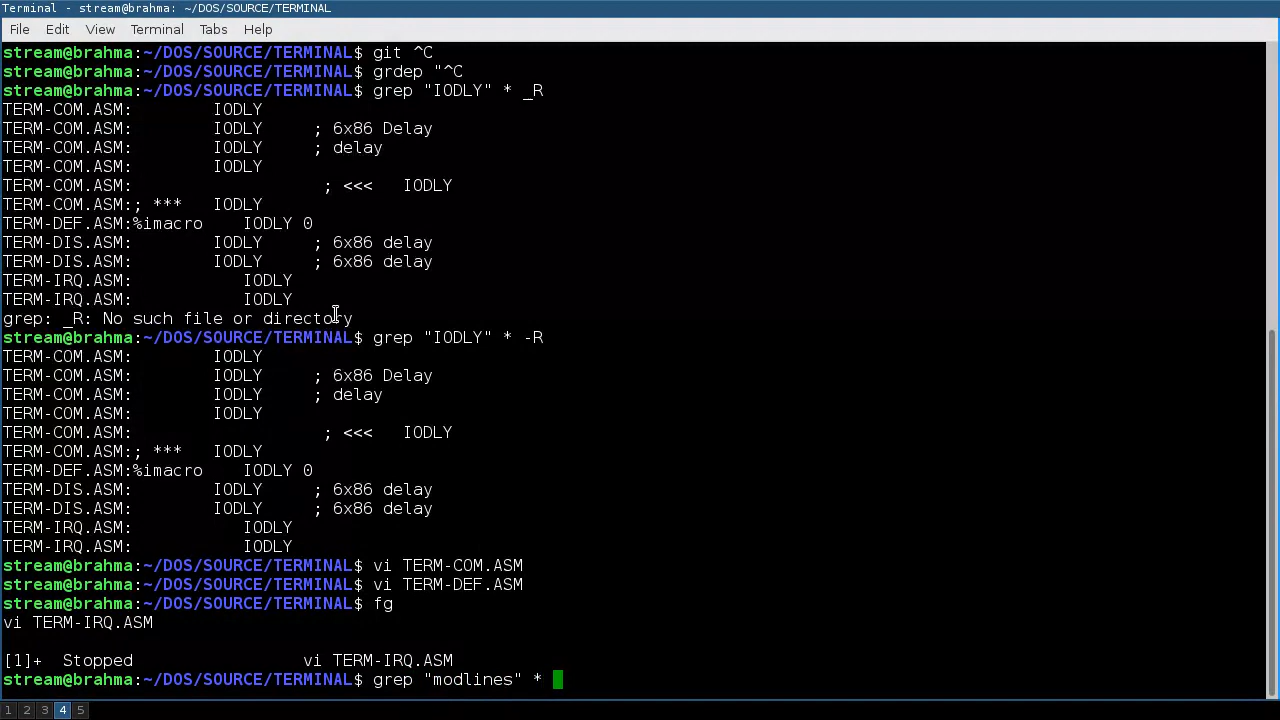 Terminal - stream@brahma: ~/DOS/SOURCE/TERMINAL
File Edit View Terminal Tabs Help
stream@brahma:~/DOS/SOURCE/TERMINAL$ git ^C
stream@brahma:~/DOS/SOURCE/TERMINAL$ grdep "^C
stream@brahma:~/DOS/SOURCE/TERMINAL$ grep "IODLY" * _R
TERM-COM.ASM:        IODLY
TERM-COM.ASM:        IODLY     ; 6x86 Delay
TERM-COM.ASM:        IODLY     ; delay
TERM-COM.ASM:        IODLY
TERM-COM.ASM:                   ; <<<   IODLY
TERM-COM.ASM:; ***   IODLY
TERM-DEF.ASM:%imacro    IODLY 0
TERM-DIS.ASM:        IODLY     ; 6x86 delay
TERM-DIS.ASM:        IODLY     ; 6x86 delay
TERM-IRQ.ASM:           IODLY
TERM-IRQ.ASM:           IODLY
grep: _R: No such file or directory
stream@brahma:~/DOS/SOURCE/TERMINAL$ grep "IODLY" * -R
TERM-COM.ASM:        IODLY
TERM-COM.ASM:        IODLY     ; 6x86 Delay
TERM-COM.ASM:        IODLY     ; delay
TERM-COM.ASM:        IODLY
TERM-COM.ASM:                   ; <<<   IODLY
TERM-COM.ASM:; ***   IODLY
TERM-DEF.ASM:%imacro    IODLY 0
TERM-DIS.ASM:        IODLY     ; 6x86 delay
TERM-DIS.ASM:        IODLY     ; 6x86 delay
TERM-IRQ.ASM:           IODLY
TERM-IRQ.ASM:           IODLY
stream@brahma:~/DOS/SOURCE/TERMINAL$ vi TERM-COM.ASM
stream@brahma:~/DOS/SOURCE/TERMINAL$ vi TERM-DEF.ASM
stream@brahma:~/DOS/SOURCE/TERMINAL$ fg
vi TERM-IRQ.ASM
[1]+  Stopped               vi TERM-IRQ.ASM
stream@brahma:~/DOS/SOURCE/TERMINAL$ grep "modlines" *
1 2 3 4 5